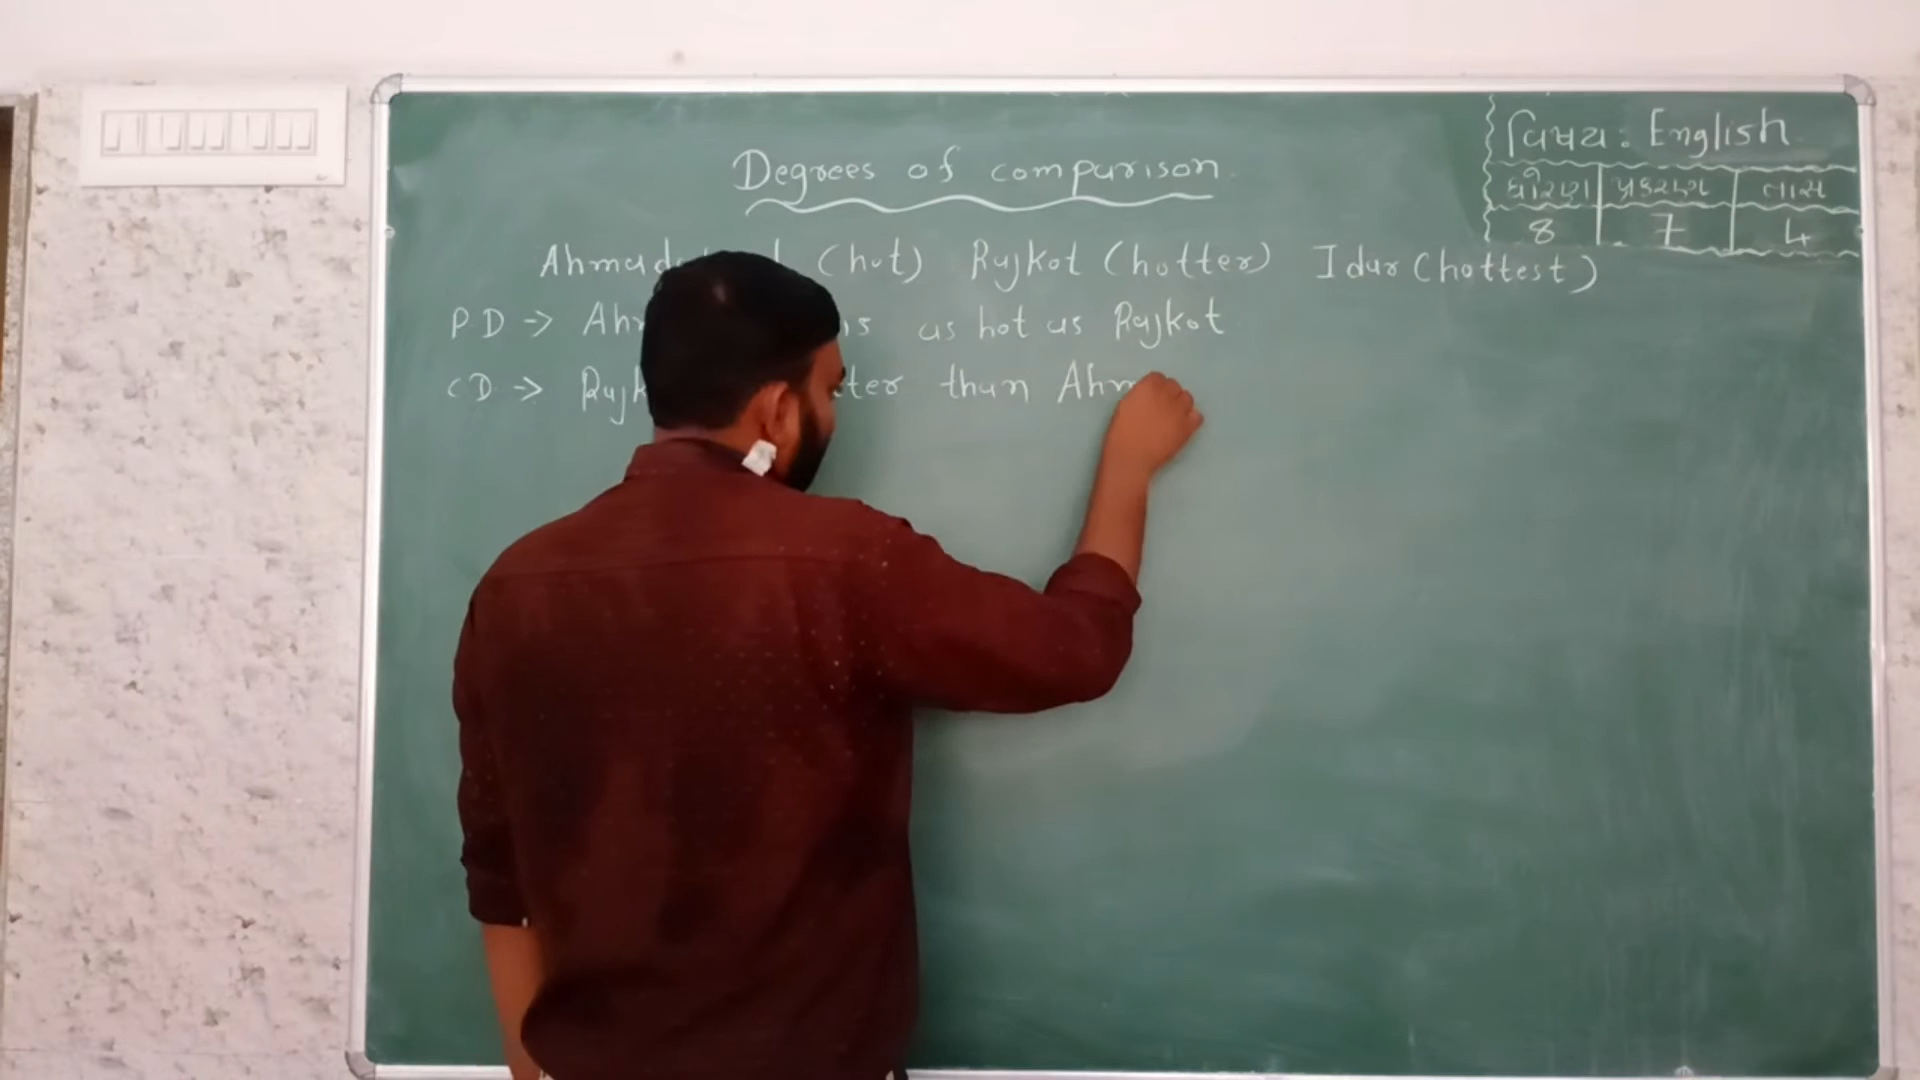 વિષય : English
ધોરણ પ્રકરણ તાસ
8 7 4
Degrees of comparison
(hot) Rajkot (hotter) Idar (hottest)
PD → is as hot as Rajkot
CD → than